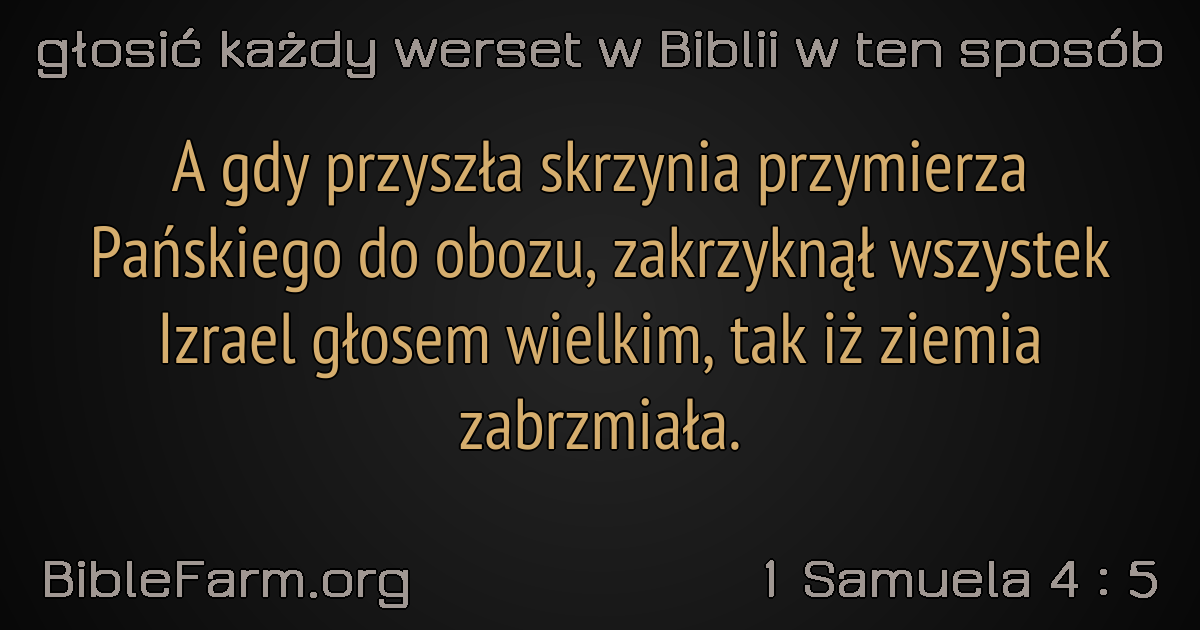 głosić każdy werset w Biblii w ten sposób
A gdy przyszła skrzynia przymierza
Pańskiego do obozu, zakrzyknął wszystek
Izrael głosem wielkim, tak iż ziemia
zabrzmiała.
BibleFarm.org
1 Samuela 4 : 5